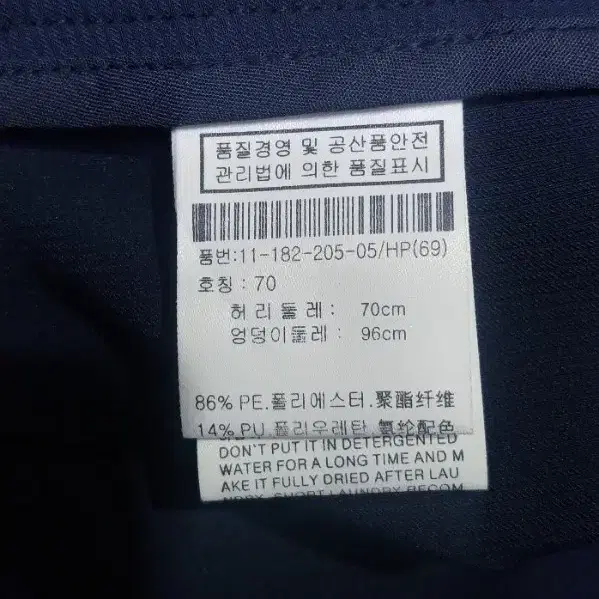 품질경영 및 공산품안전
관리법에 의한 품질표시
품번:11-182-205-05/HP(69)
호칭 : 70
허 리 둘 레 : 70cm
엉덩이둘레 : 96cm
86% PE.폴리에스터.聚酯纤维
14% PU 폴리우레탄 氨纶配色
DON'T PUT IT IN DETERGENTED
WATER FOR A LONG TIME AND M
AKE IT FULLY DRIED AFTER LAU
NDRY. SHORT LAUNDRY RECOM